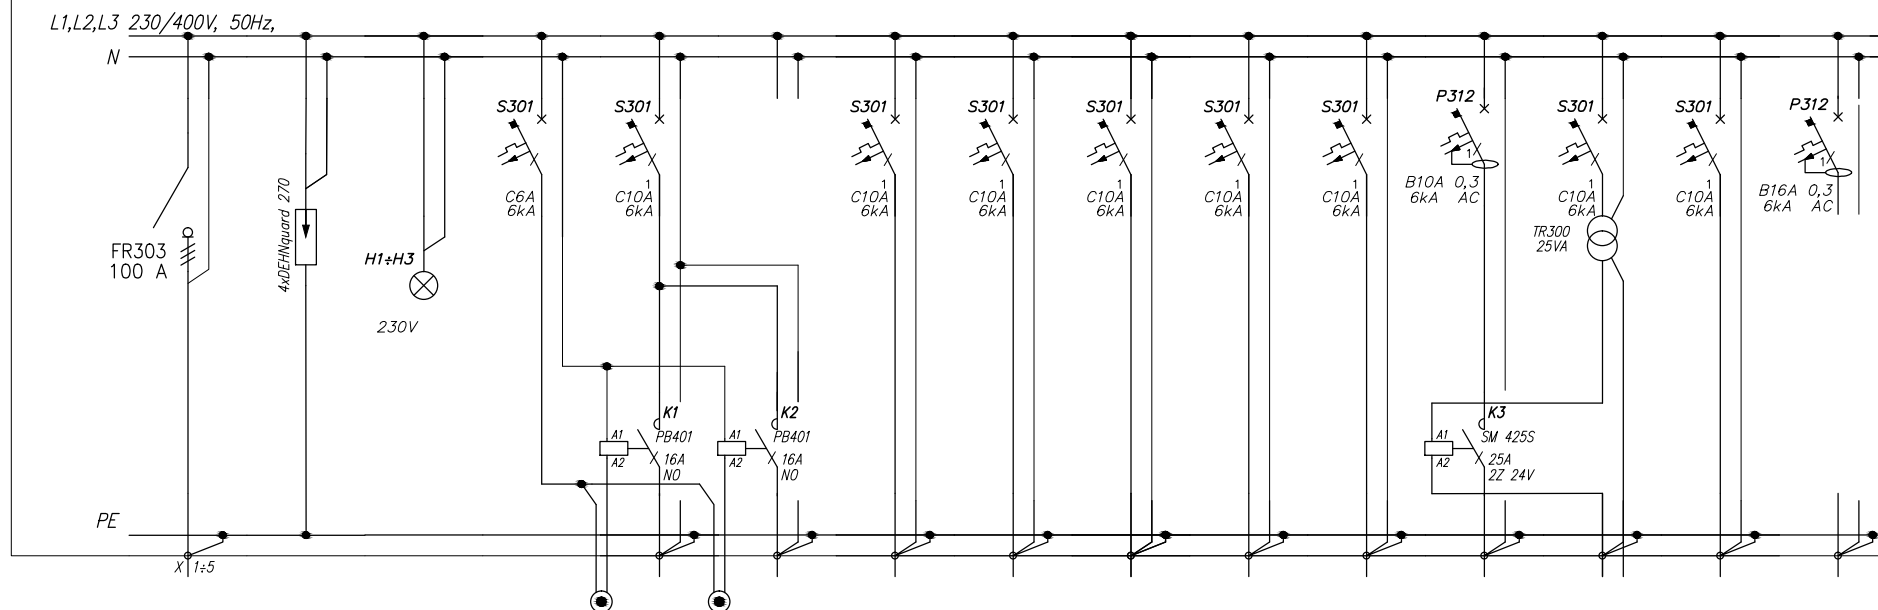 L1,L2,L3 230/400V, 50Hz,
N
S301
S301
S301
S301
S301
S301
S301
P312
S301
S301
P312
1
1
FR303
100 A
4xDEHNquard 270
H1÷H3
230V
C6A
6kA
1
C10A
6kA
1
C10A
6kA
1
C10A
6kA
1
C10A
6kA
1
C10A
6kA
1
C10A
6kA
B10A 0,3
6kA AC
1
C10A
6kA
TR300
25VA
1
C10A
6kA
B16A 0,3
6kA AC
K1
A1
A2
PB401
16A
NO
K2
A1
A2
PB401
16A
NO
K3
A1
A2
SM 425S
25A
2Z 24V
PE
X 1÷5